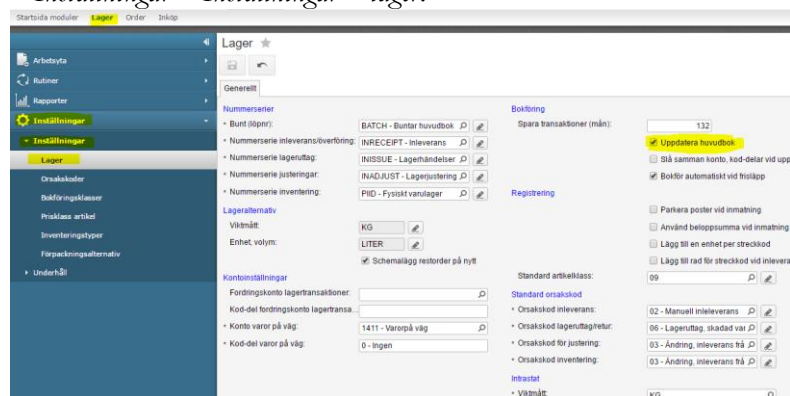 Startsida moduler Lager Order Inköp
Lager
Arbetsyta
Rutiner
Rapporter
Inställningar
Inställningar
Lager
Orsakskoder
Bokföringsklasser
Prisklass artikel
Inventeringstyper
Förpackningsalternativ
Underhåll
Generellt
Nummerserier
Bunt (löpnr): BATCH - Buntar huvudbok
Nummerserie inleverans/överföring: INRECEIPT - Inleverans
Nummerserie lageruttag: INISSUE - Lagerhändelser
Nummerserie justeringar: INADJUST - Lagerjustering
Nummerserie inventering: PIID - Fysiskt varulager
Lageralternativ
Viktmått: KG
Enhet, volym: LITER
Schemalägg restorder på nytt
Kontoinställningar
Fordringskonto lagertransaktioner:
Kod-del fordringskonto lagertransa...
Konto varor på väg: 1411 - Varorpå väg
Kod-del varor på väg: 0 - Ingen
Bokföring
Spara transaktioner (mån): 132
Uppdatera huvudbok
Slå samman konto, kod-delar vid upp
Bokför automatiskt vid frisläpp
Registrering
Parkera poster vid inmatning
Använd beloppsumma vid inmatning
Lägg till en enhet per streckkod
Lägg till rad för streckkod vid inlevera
Standard artikelklass: 09
Standard orsakskod
Orsakskod inleverans: 02 - Manuell inleleverans
Orsakskod lageruttag/retur: 06 - Lageruttag, skadad var
Orsakskod för justering: 03 - Ändring, inleverans frå
Orsakskod inventering: 03 - Ändring, inleverans frå
Intrastat
Viktmått: KG